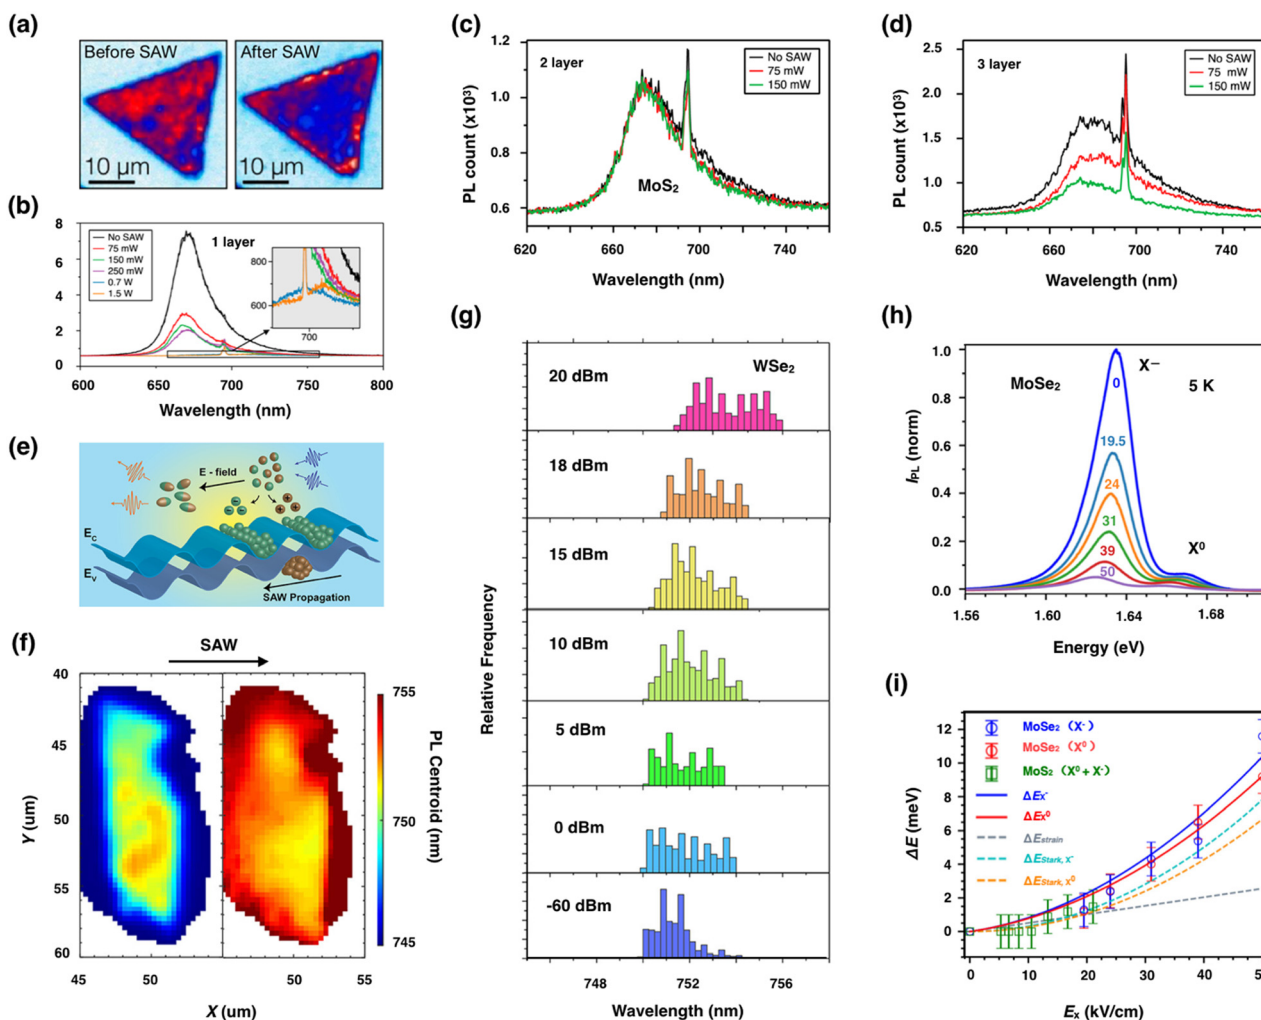 (a)
Before SAW
After SAW
10 µm
10 µm
(b)
8
6
4
2
0
No SAW
75 mW
150 mW
250 mW
0.7 W
1.5 W
1 layer
800
600
700
600
650
700
750
800
Wavelength (nm)
(c)
1.2
1.0
0.8
0.6
PL count (x10³)
2 layer
No SAW
75 mW
150 mW
MoS₂
620
660
700
740
Wavelength (nm)
(d)
2.5
2.0
1.5
1.0
0.5
PL count (x10³)
3 layer
No SAW
75 mW
150 mW
620
660
700
740
Wavelength (nm)
(e)
E - field
E_C
E_V
SAW Propagation
(f)
SAW
40
45
50
55
60
Y (um)
45
50
50
55
X (um)
755
750
745
PL Centroid (nm)
(g)
WSe₂
20 dBm
18 dBm
15 dBm
10 dBm
5 dBm
0 dBm
-60 dBm
Relative Frequency
748
752
756
Wavelength (nm)
(h)
1.0
0.8
0.6
0.4
0.2
0.0
I_PL (norm)
MoSe₂
X⁻
5 K
0
19.5
24
31
39
50
X⁰
1.56
1.60
1.64
1.68
Energy (eV)
(i)
12
10
8
6
4
2
0
ΔE (meV)
MoSe₂ (X⁻)
MoSe₂ (X⁰)
MoS₂ (X⁰ + X⁻)
ΔE_X⁻
ΔE_X⁰
ΔE_strain
ΔE_Stark, X⁻
ΔE_Stark, X⁰
0
10
20
30
40
Eₓ (kV/cm)